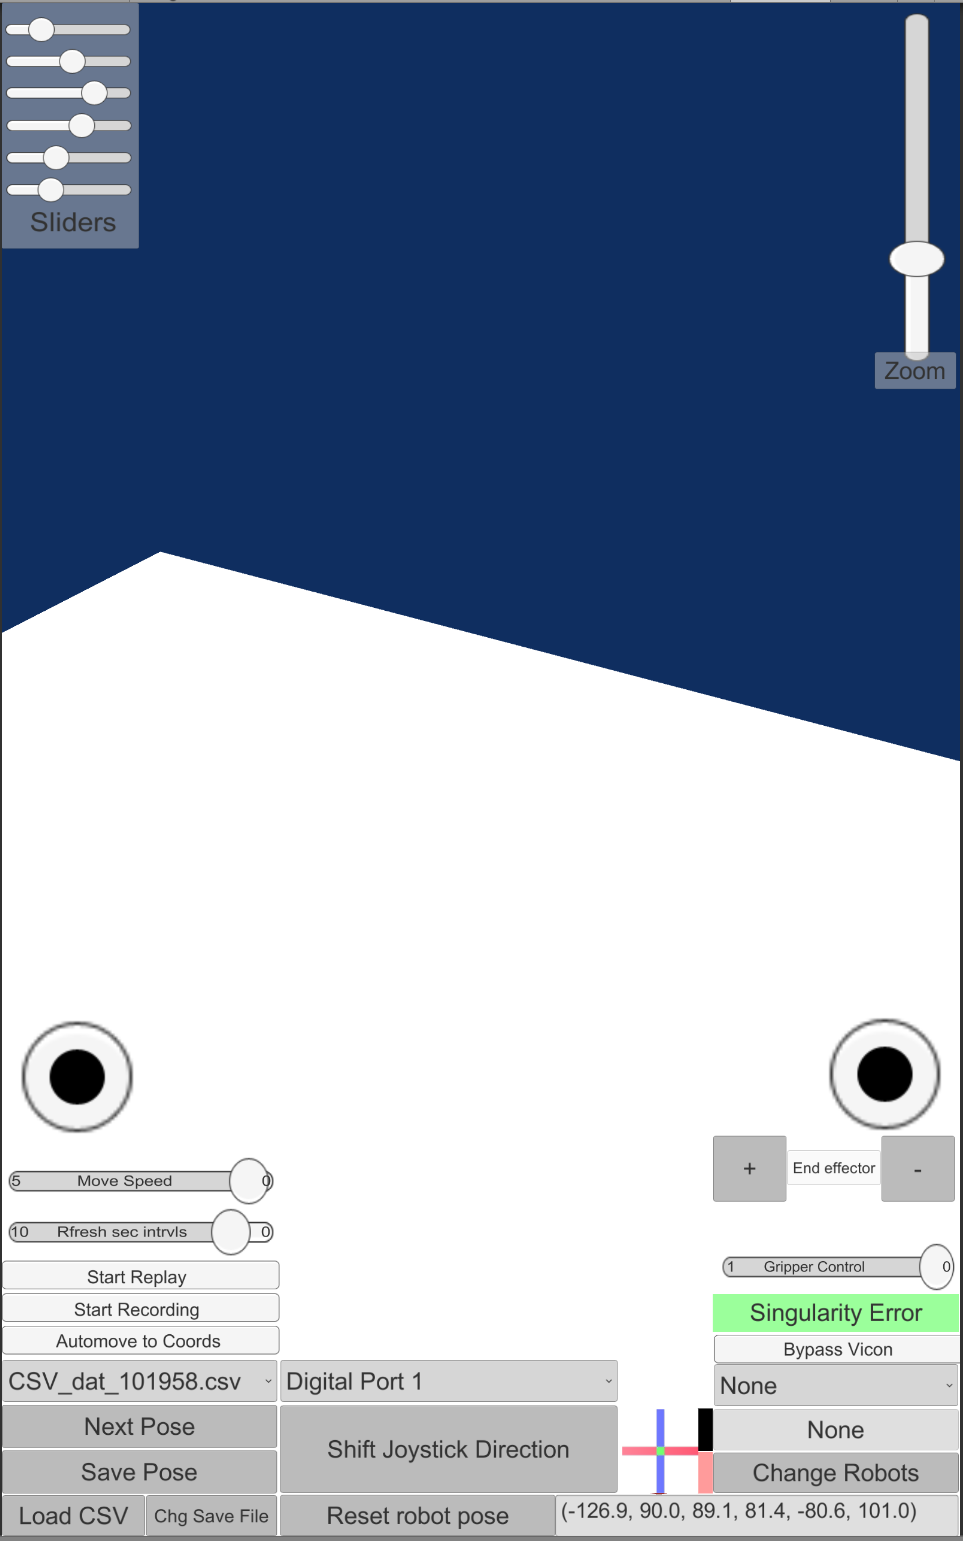 Sliders
Zoom
5 Move Speed 0
10 Rfresh sec intrvls 0
Start Replay
Start Recording
Automove to Coords
CSV_dat_101958.csv
Next Pose
Save Pose
Load CSV
Chg Save File
Digital Port 1
Shift Joystick Direction
Reset robot pose
+ End effector -
1 Gripper Control 0
Singularity Error
Bypass Vicon
None
None
Change Robots
(-126.9, 90.0, 89.1, 81.4, -80.6, 101.0)